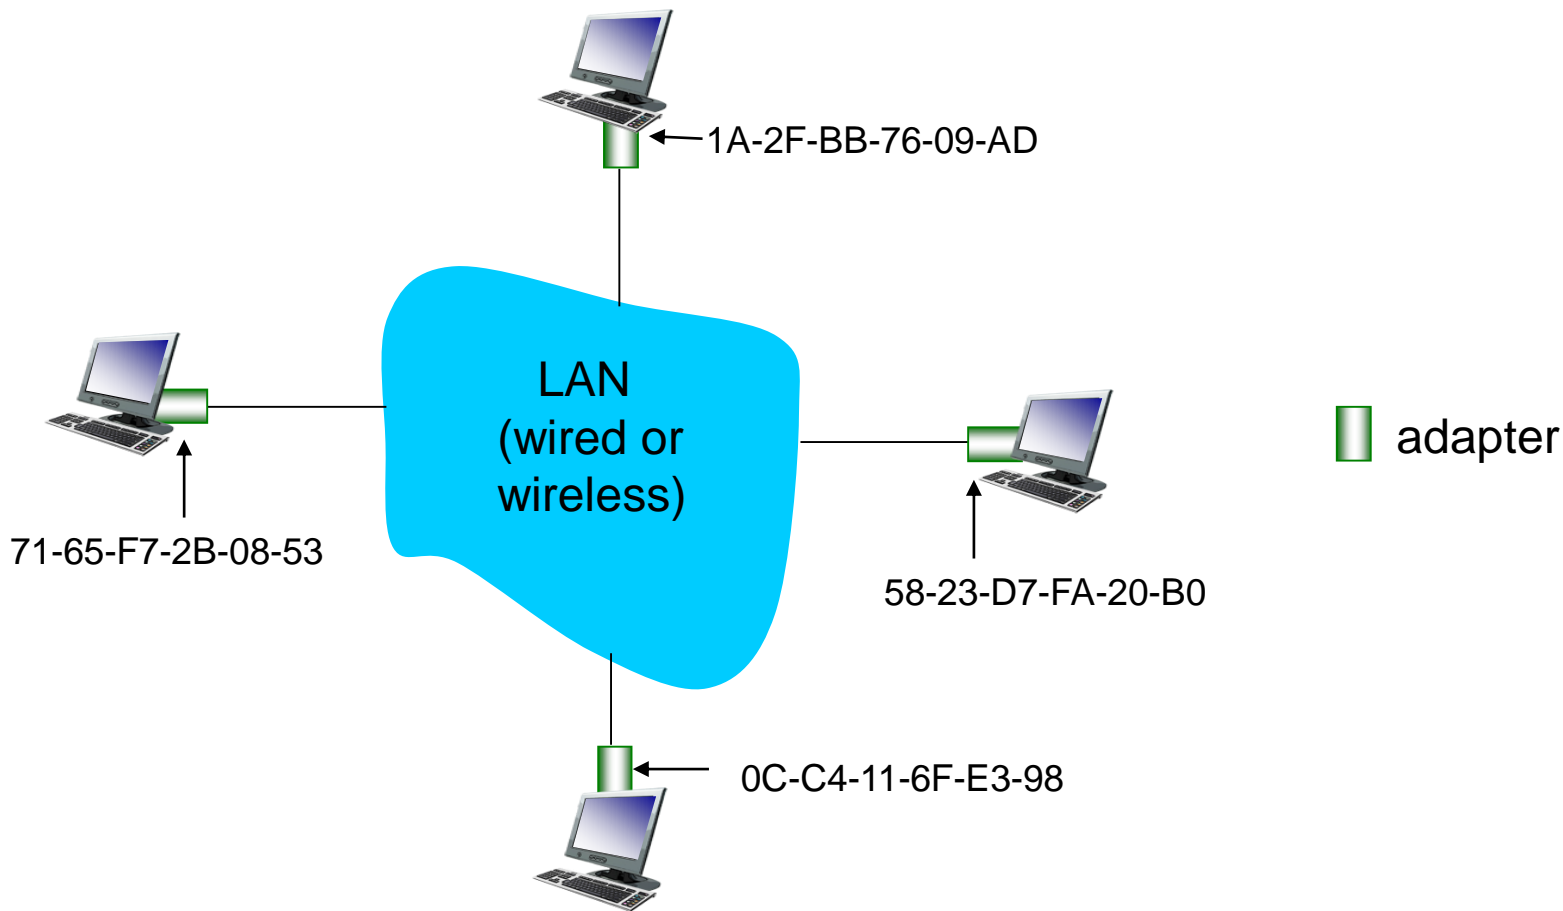 1A-2F-BB-76-09-AD
LAN
(wired or
wireless)
adapter
71-65-F7-2B-08-53
58-23-D7-FA-20-B0
0C-C4-11-6F-E3-98